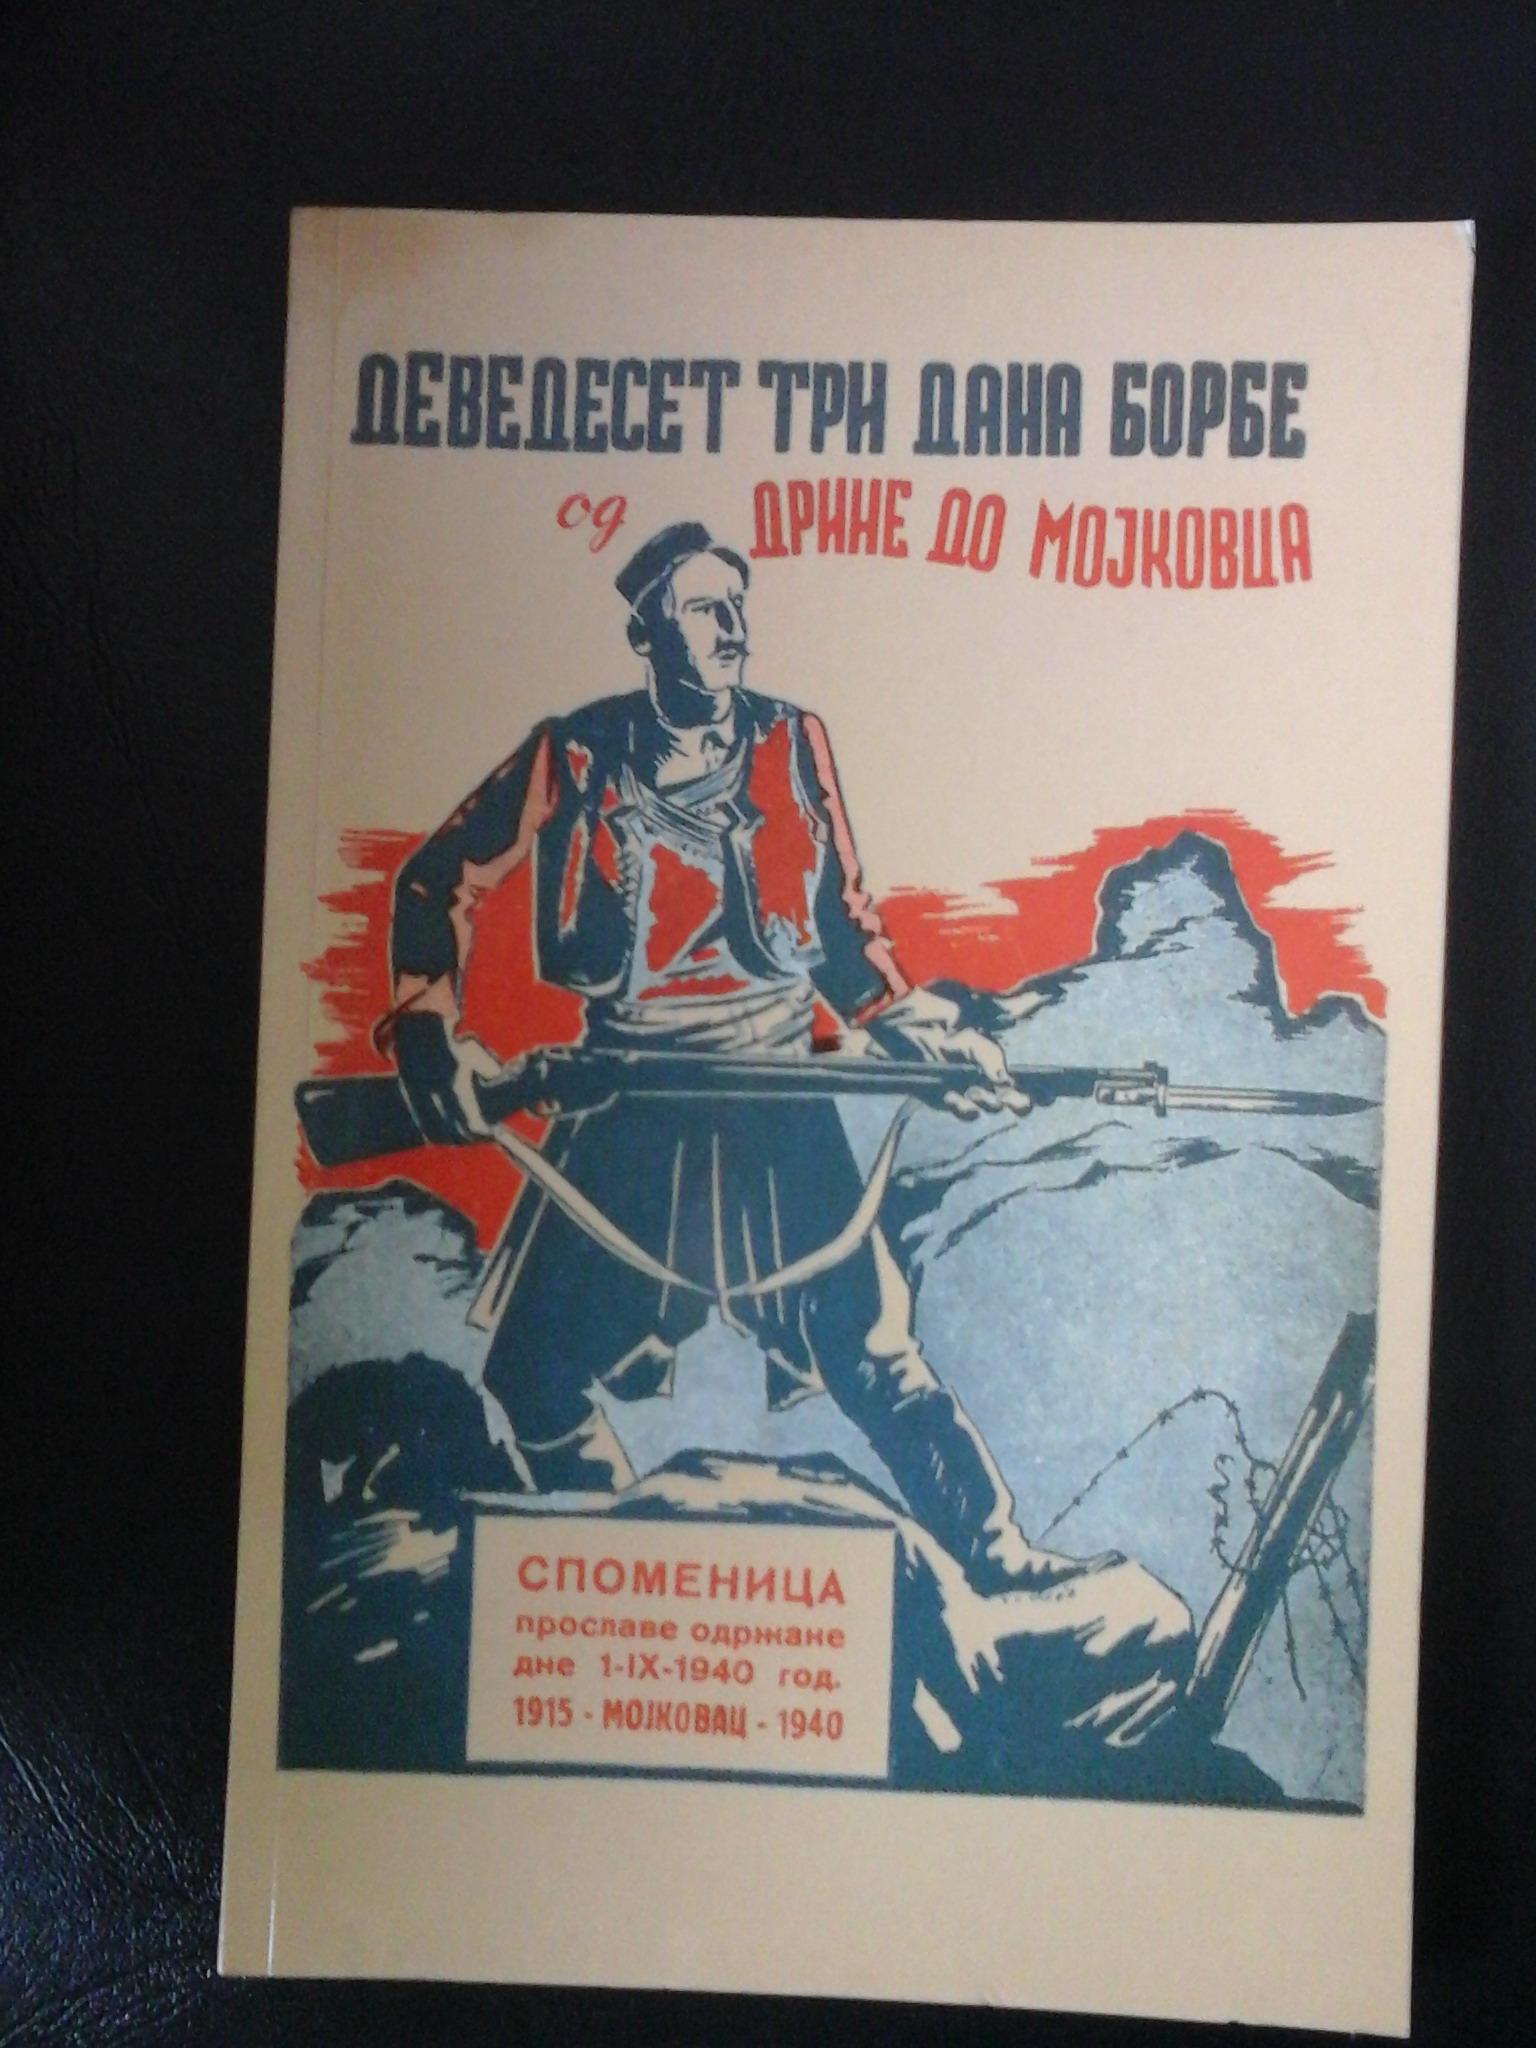 ДЕВЕДЕСЕТ ТРИ ДАНА БОРБЕ
од ДРИНЕ ДО МОЈКОВЦА
СПОМЕНИЦА
прославе одржане
дне 1-IX-1940 год.
1915 - МОЈКОВАЦ - 1940